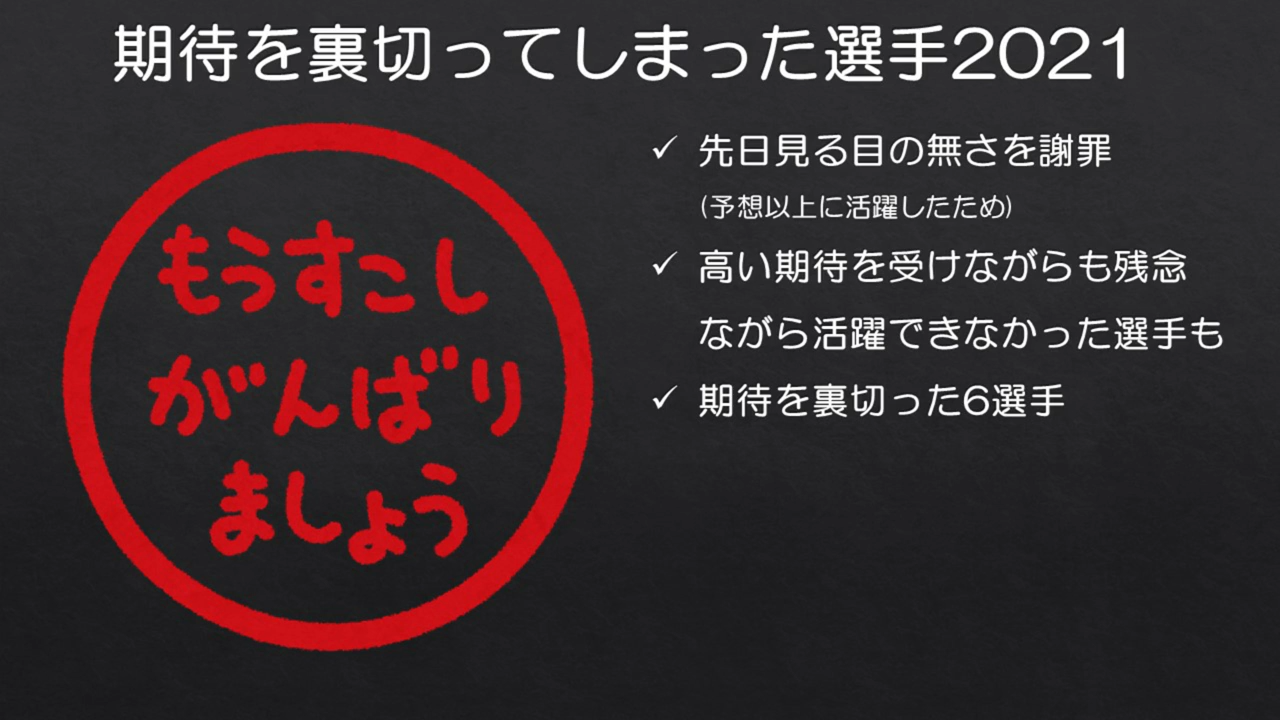 期待を裏切ってしまった選手2021
もうすこし
がんばり
ましょう
✓ 先日見る目の無さを謝罪
(予想以上に活躍したため)
✓ 高い期待を受けながらも残念
ながら活躍できなかった選手も
✓ 期待を裏切った6選手